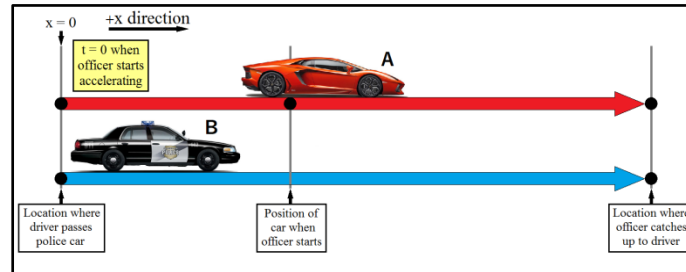 x = 0
+x direction
t = 0 when
officer starts
accelerating
A
B
Location where
driver passes
police car
Position of
car when
officer starts
Location where
officer catches
up to driver